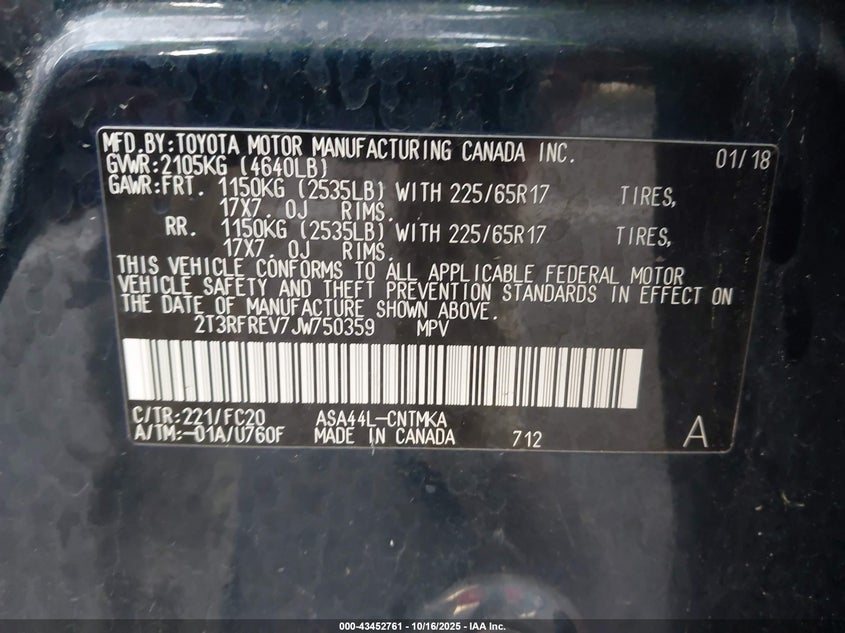 MFD.BY:TOYOTA MOTOR MANUFACTURING CANADA INC. 01/18
GVWR:2105KG (4640LB)
GAWR:FRT. 1150KG (2535LB) WITH 225/65R17 TIRES,
17X7.0J RIMS.
RR. 1150KG (2535LB) WITH 225/65R17 TIRES,
17X7.0J RIMS.
THIS VEHICLE CONFORMS TO ALL APPLICABLE FEDERAL MOTOR
VEHICLE SAFETY AND THEFT PREVENTION STANDARDS IN EFFECT ON
THE DATE OF MANUFACTURE SHOWN ABOVE.
2T3RFREV7JW750359 MPV
C/TR:221/FC20 ASA44L-CNTMKA
A/TM:-01A/U760F MADE IN CANADA 712 A
000-43452761 - 10/16/2025 - IAA Inc.